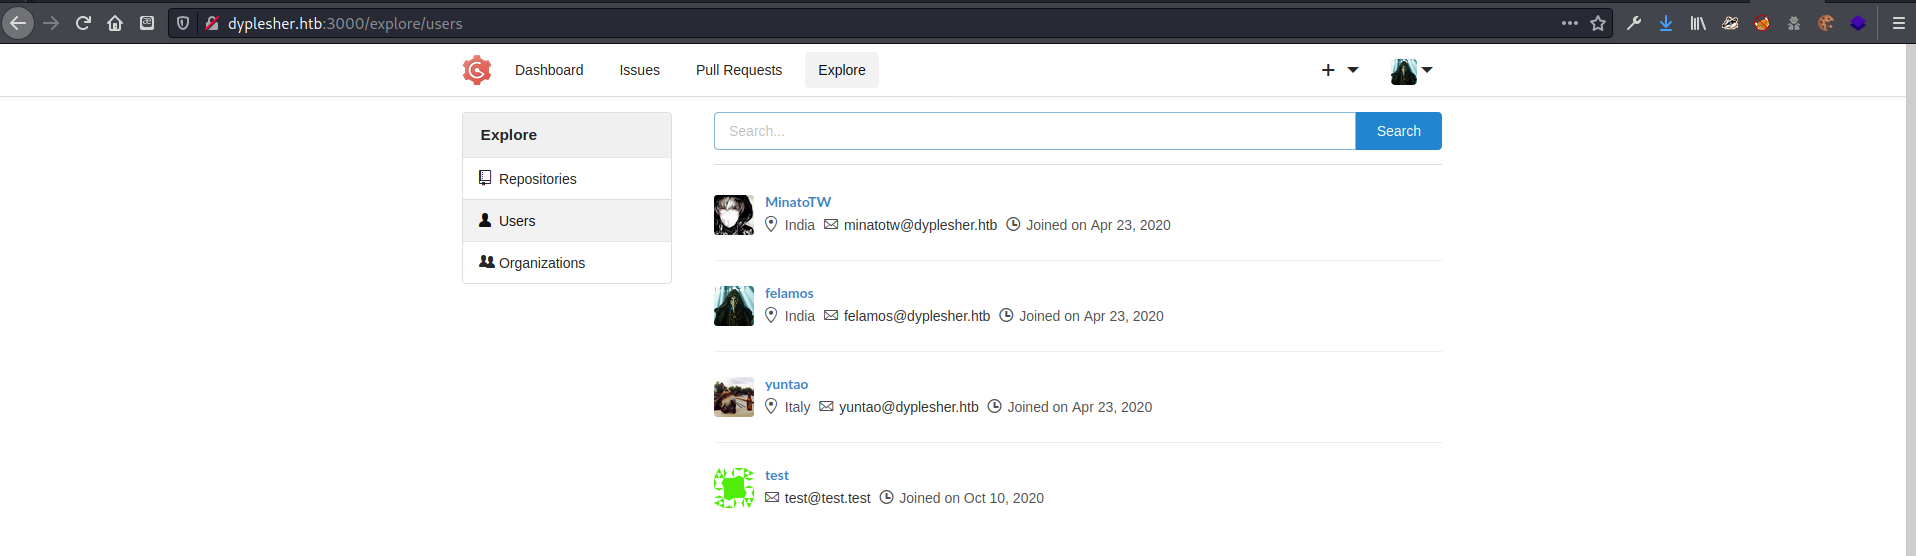 dyplesher.htb:3000/explore/users
Dashboard Issues Pull Requests Explore
Explore
Repositories
Users
Organizations
Search... Search
MinatoTW
India minatotw@dyplesher.htb Joined on Apr 23, 2020
felamos
India felamos@dyplesher.htb Joined on Apr 23, 2020
yuntao
Italy yuntao@dyplesher.htb Joined on Apr 23, 2020
test
test@test.test Joined on Oct 10, 2020